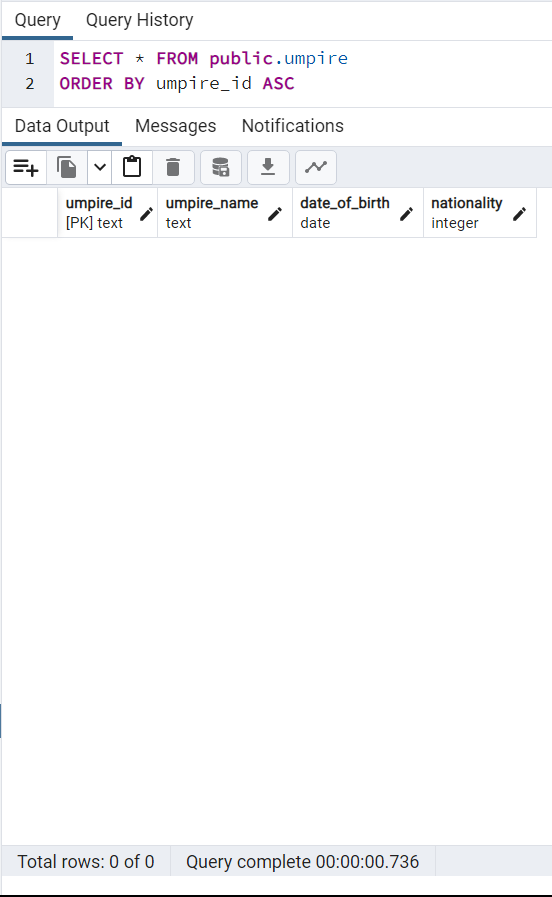 Query Query History
1 SELECT * FROM public.umpire
2 ORDER BY umpire_id ASC
Data Output Messages Notifications
umpire_id umpire_name date_of_birth nationality
[PK] text text date integer
Total rows: 0 of 0 Query complete 00:00:00.736